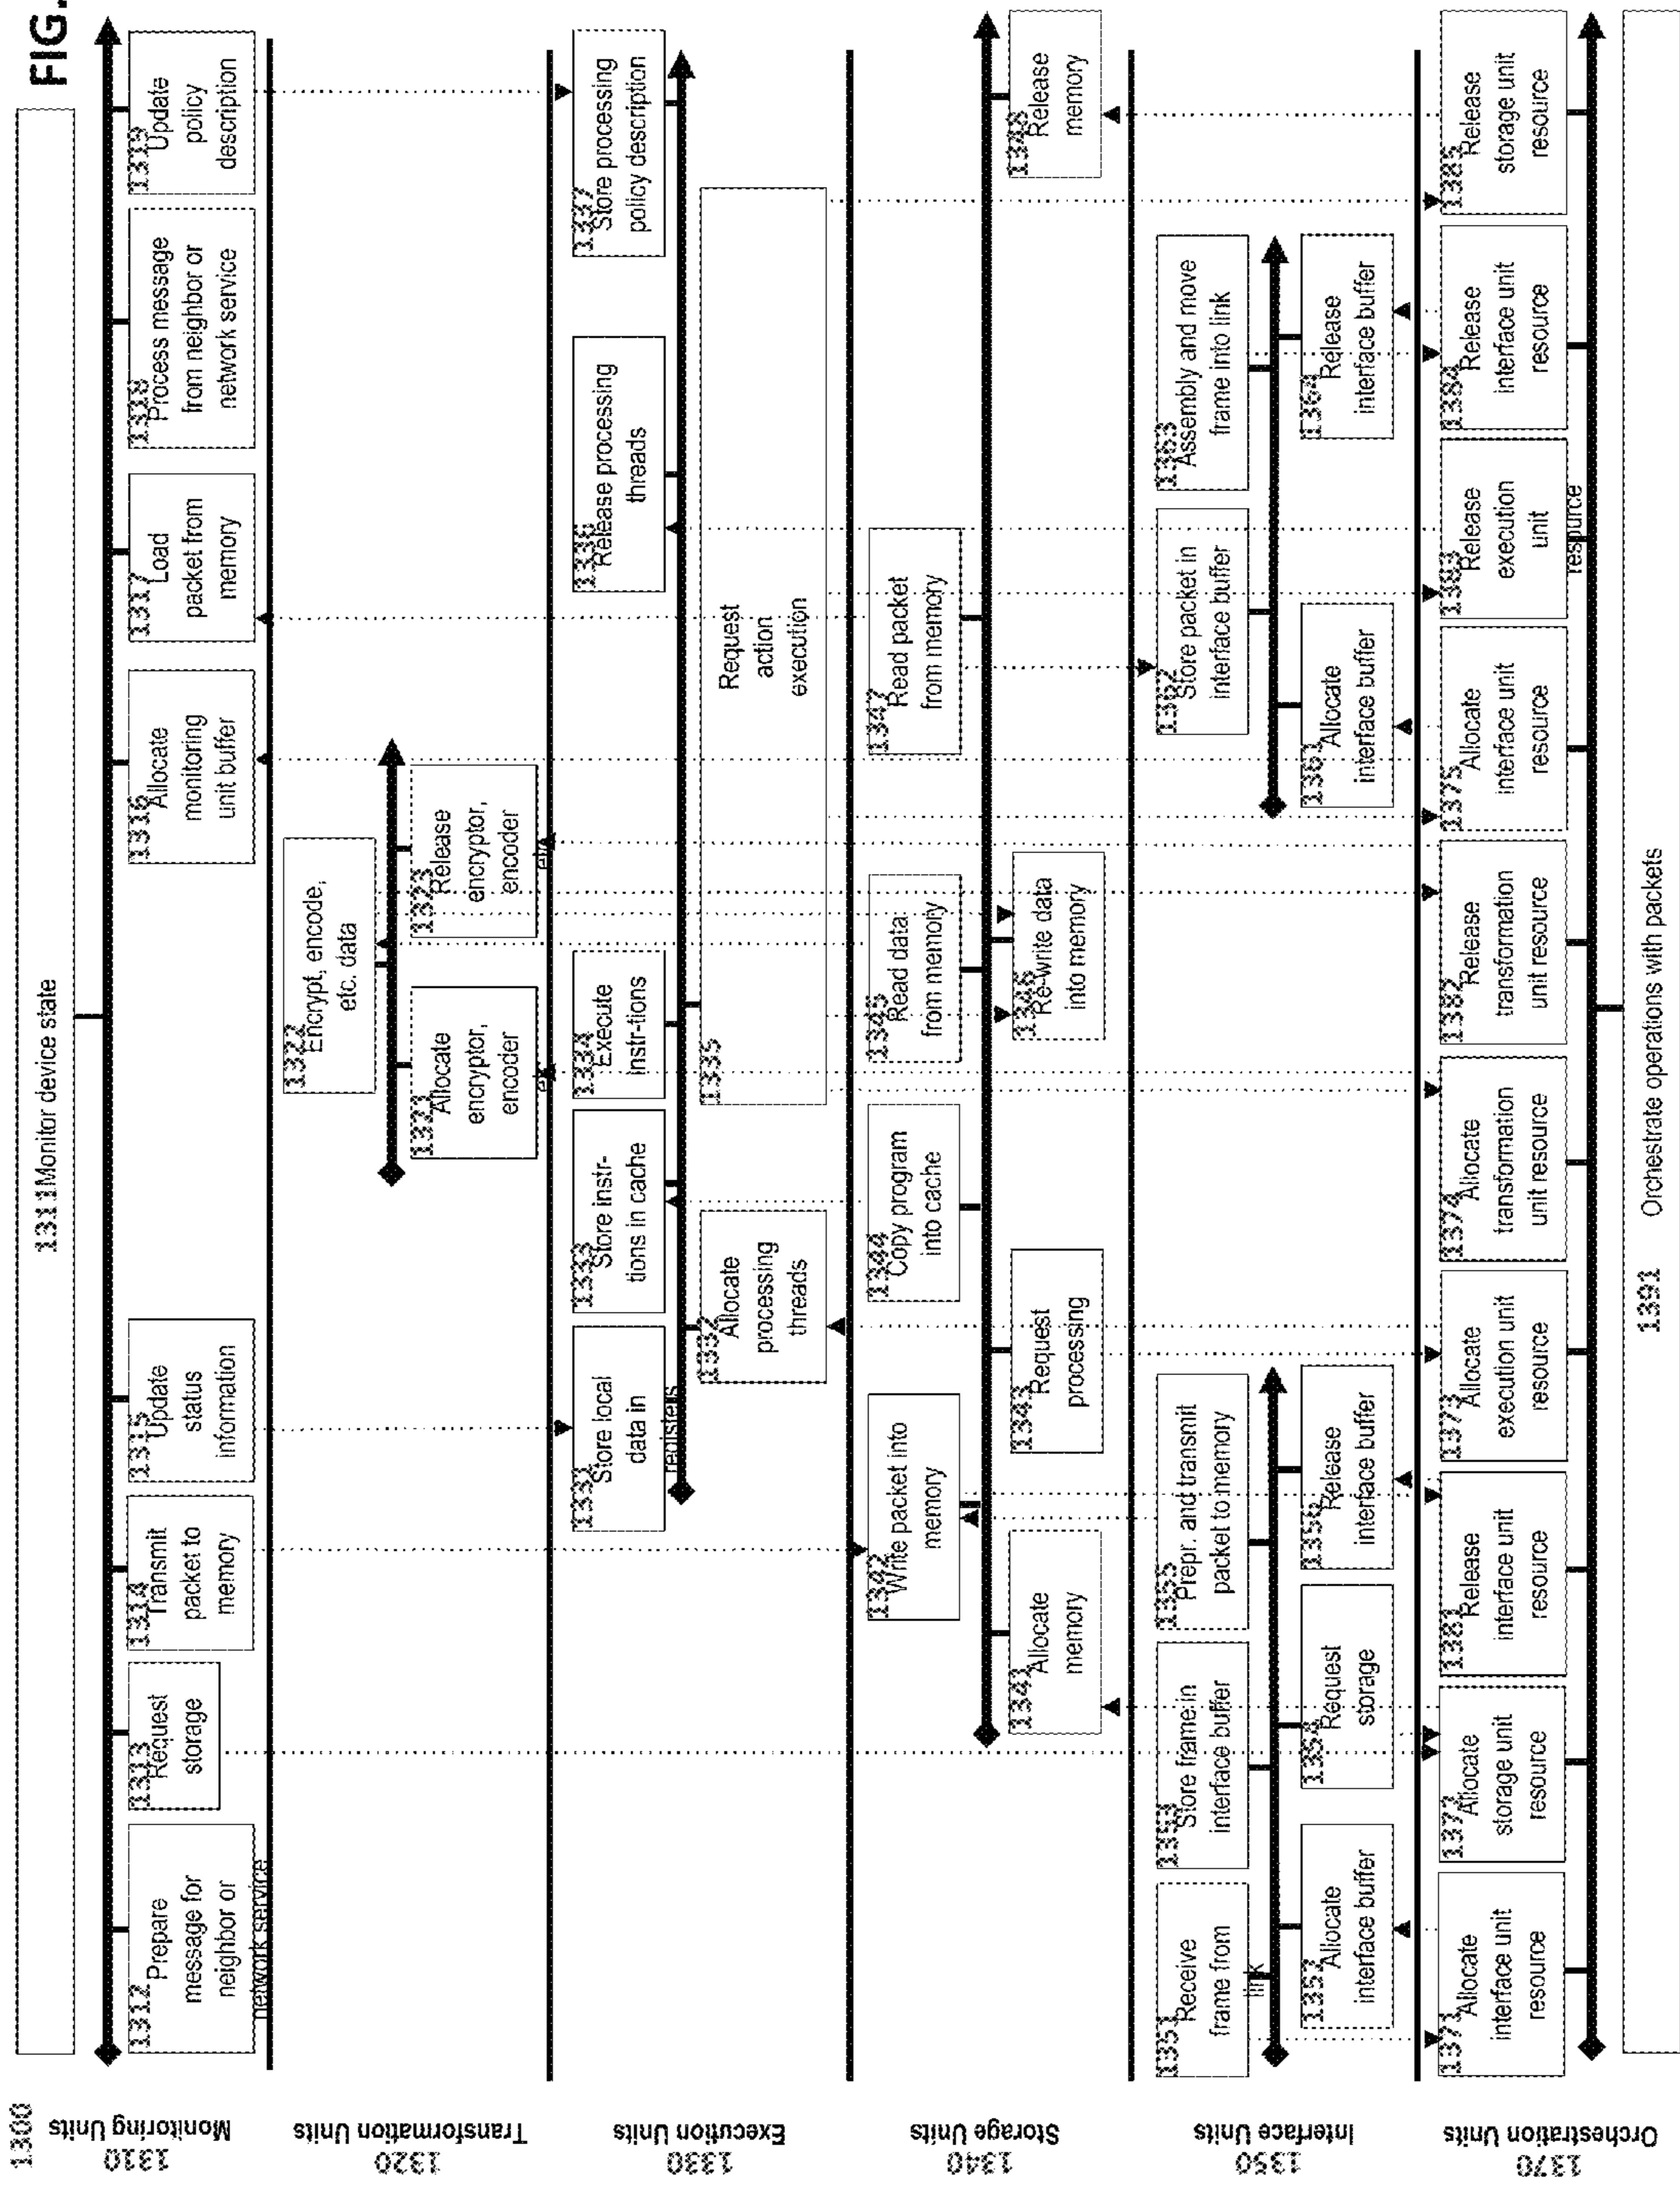 FIG.
1300
1310
Monitoring Units
1311 Monitor device state
1312 Prepare
message for
neighbor or
network service
1313 Request
storage
1314 Transmit
packet to
memory
1315 Update
status
information
1316 Allocate
monitoring
unit buffer
1317 Load
packet from
memory
1318 Process message
from neighbor or
network service
1319 Update
policy
description
1320
Transformation Units
1321 Allocate
encryptor,
encoder
1322 Encrypt, encode,
etc. data
1323 Release
encryptor,
encoder
1330
Execution Units
1331 Store local
data in
registers
1332 Allocate
processing
threads
1333 Store instr-
tions in cache
1334 Execute
instr-tions
1335
Request
action
execution
1336 Release processing
threads
1337 Store processing
policy description
1340
Storage Units
1341 Allocate
memory
1342 Write packet into
memory
1343 Request
processing
1344 Copy program
into cache
1345 Read data
from memory
1346 Re-write data
into memory
1347 Read packet
from memory
1348 Release
memory
1350
Interface Units
1351 Receive
frame from
link
1352 Allocate
interface buffer
1353 Store frame in
interface buffer
1354 Request
storage
1355 Prepr. and transmit
packet to memory
1356 Release
interface buffer
1361 Allocate
interface buffer
1362 Store packet in
interface buffer
1363 Assembly and move
frame into link
1364 Release
interface buffer
1370
Orchestration Units
1371 Allocate
interface unit
resource
1372 Allocate
storage unit
resource
1381 Release
interface unit
resource
1373 Allocate
execution unit
resource
1374 Allocate
transformation
unit resource
1382 Release
transformation
unit resource
1375 Allocate
interface unit
resource
1383 Release
execution
unit
resource
1384 Release
interface unit
resource
1385 Release
storage unit
resource
1391 Orchestrate operations with packets